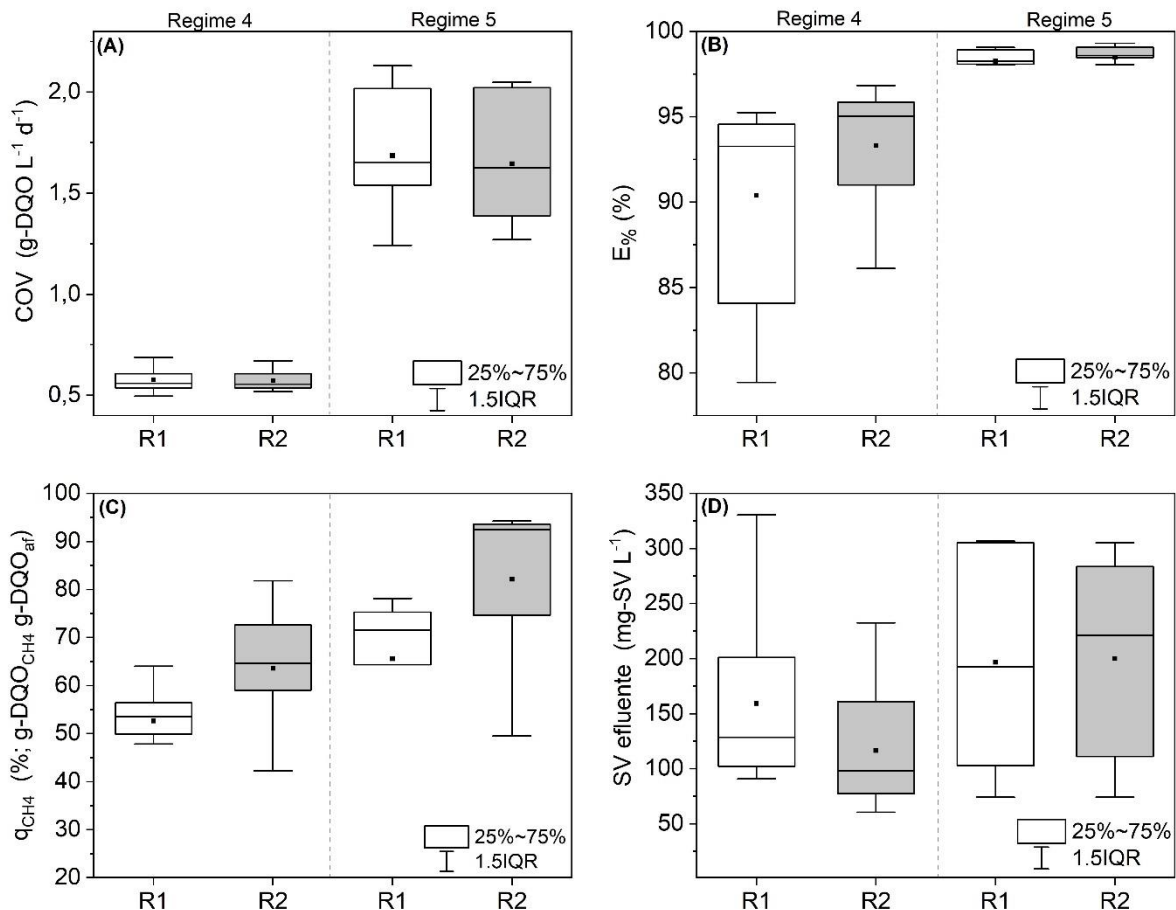 Regime 4 Regime 5
(A)
COV (g-DQO L⁻¹ d⁻¹)
2,0
1,5
1,0
0,5
25%~75%
1.5IQR
R1 R2 R1 R2
Regime 4 Regime 5
(B)
E% (%)
100
95
90
85
80
25%~75%
1.5IQR
R1 R2 R1 R2
(C)
qCH4 (%; g-DQOCH4 g-DQOaf)
100
90
80
70
60
50
40
30
20
25%~75%
1.5IQR
R1 R2 R1 R2
(D)
SV efluente (mg-SV L⁻¹)
350
300
250
200
150
100
50
25%~75%
1.5IQR
R1 R2 R1 R2